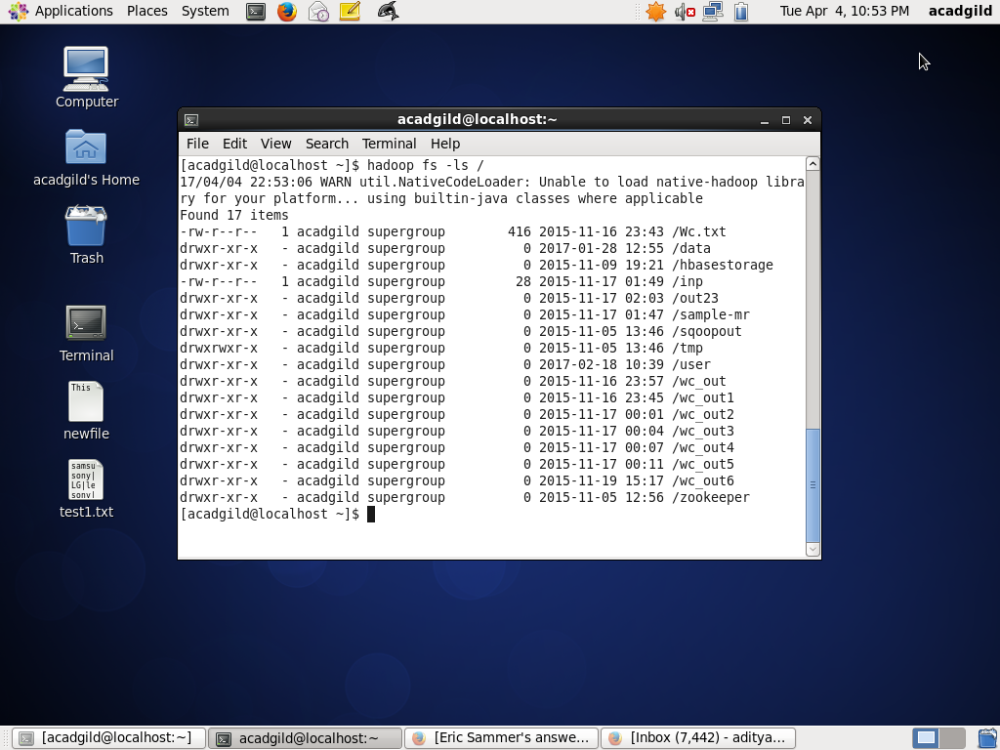 Applications Places System Tue Apr 4, 10:53 PM acadgild
Computer
acadgild's Home
Trash
Terminal
This
newfile
samsu
sony|
LG|le
sony|
test1.txt
acadgild@localhost:~
File Edit View Search Terminal Help
[acadgild@localhost ~]$ hadoop fs -ls /
17/04/04 22:53:06 WARN util.NativeCodeLoader: Unable to load native-hadoop libra
ry for your platform... using builtin-java classes where applicable
Found 17 items
-rw-r--r--   1 acadgild supergroup        416 2015-11-16 23:43 /Wc.txt
drwxr-xr-x   - acadgild supergroup          0 2017-01-28 12:55 /data
drwxr-xr-x   - acadgild supergroup          0 2015-11-09 19:21 /hbasestorage
-rw-r--r--   1 acadgild supergroup         28 2015-11-17 01:49 /inp
drwxr-xr-x   - acadgild supergroup          0 2015-11-17 02:03 /out23
drwxr-xr-x   - acadgild supergroup          0 2015-11-17 01:47 /sample-mr
drwxr-xr-x   - acadgild supergroup          0 2015-11-05 13:46 /sqoopout
drwxrwxr-x   - acadgild supergroup          0 2015-11-05 13:46 /tmp
drwxr-xr-x   - acadgild supergroup          0 2017-02-18 10:39 /user
drwxr-xr-x   - acadgild supergroup          0 2015-11-16 23:57 /wc_out
drwxr-xr-x   - acadgild supergroup          0 2015-11-16 23:45 /wc_out1
drwxr-xr-x   - acadgild supergroup          0 2015-11-17 00:01 /wc_out2
drwxr-xr-x   - acadgild supergroup          0 2015-11-17 00:04 /wc_out3
drwxr-xr-x   - acadgild supergroup          0 2015-11-17 00:07 /wc_out4
drwxr-xr-x   - acadgild supergroup          0 2015-11-17 00:11 /wc_out5
drwxr-xr-x   - acadgild supergroup          0 2015-11-19 15:17 /wc_out6
drwxr-xr-x   - acadgild supergroup          0 2015-11-05 12:56 /zookeeper
[acadgild@localhost ~]$
[acadgild@localhost:~] acadgild@localhost:~ [Eric Sammer's answe... [Inbox (7,442) - aditya...